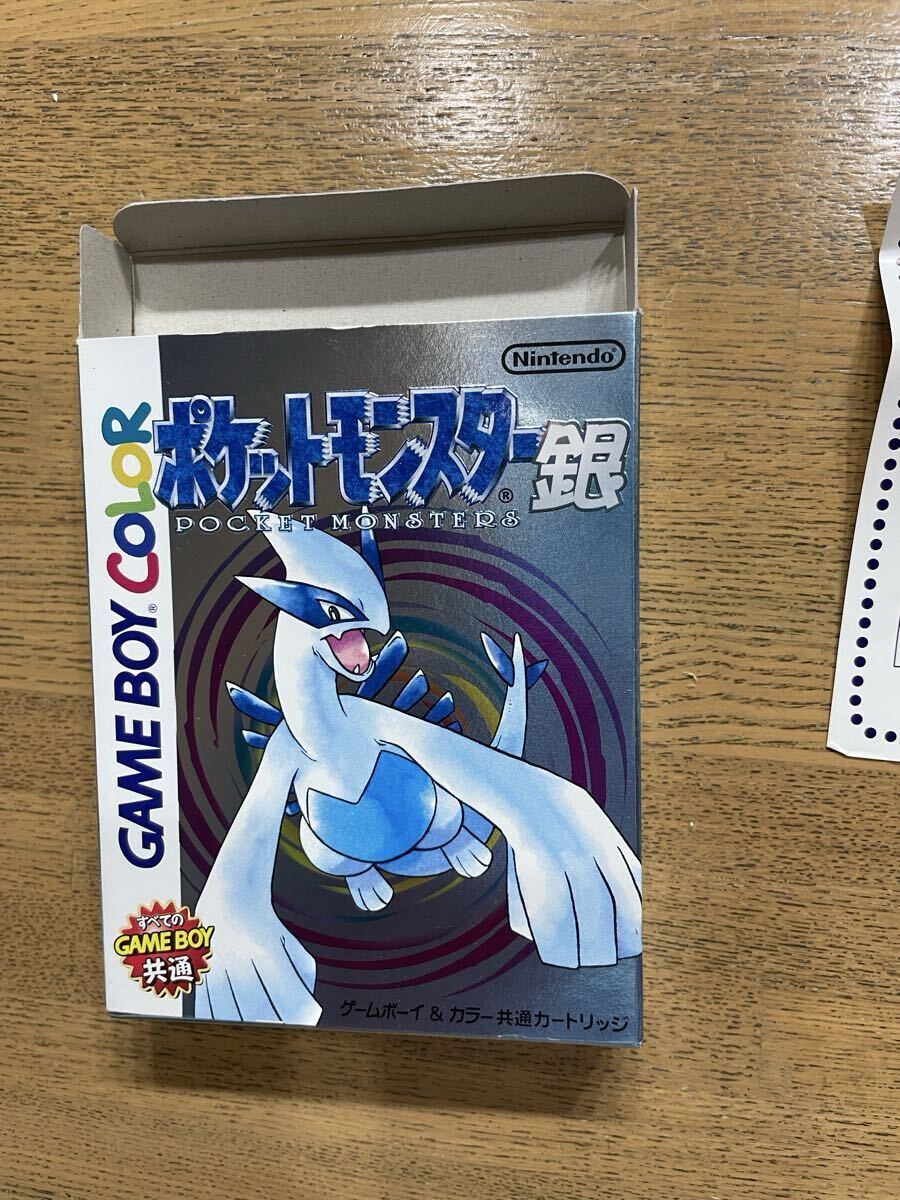 Nintendo®
ポケットモンスター銀
®
POCKET MONSTERS
GAME BOY COLOR
®
すべての
GAME BOY
共通
ゲームボーイ & カラー共通カートリッジ